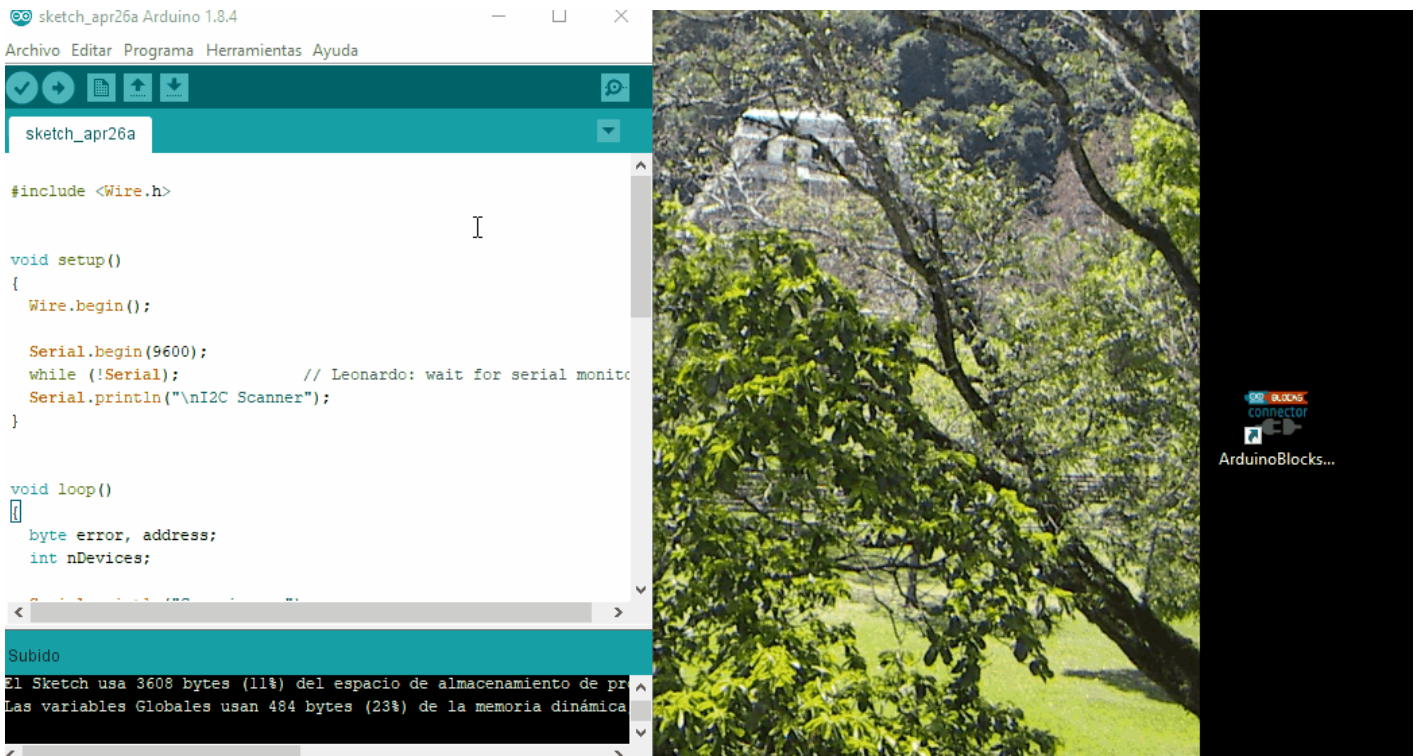 sketch_apr26a Arduino 1.8.4
Archivo Editar Programa Herramientas Ayuda
sketch_apr26a
#include <Wire.h>
void setup()
{
  Wire.begin();
  Serial.begin(9600);
  while (!Serial);             // Leonardo: wait for serial monito
  Serial.println("\nI2C Scanner");
}
void loop()
{
  byte error, address;
  int nDevices;
Subido
El Sketch usa 3608 bytes (11%) del espacio de almacenamiento de pr
Las variables Globales usan 484 bytes (23%) de la memoria dinámica
BLOCKS
connector
ArduinoBlocks...